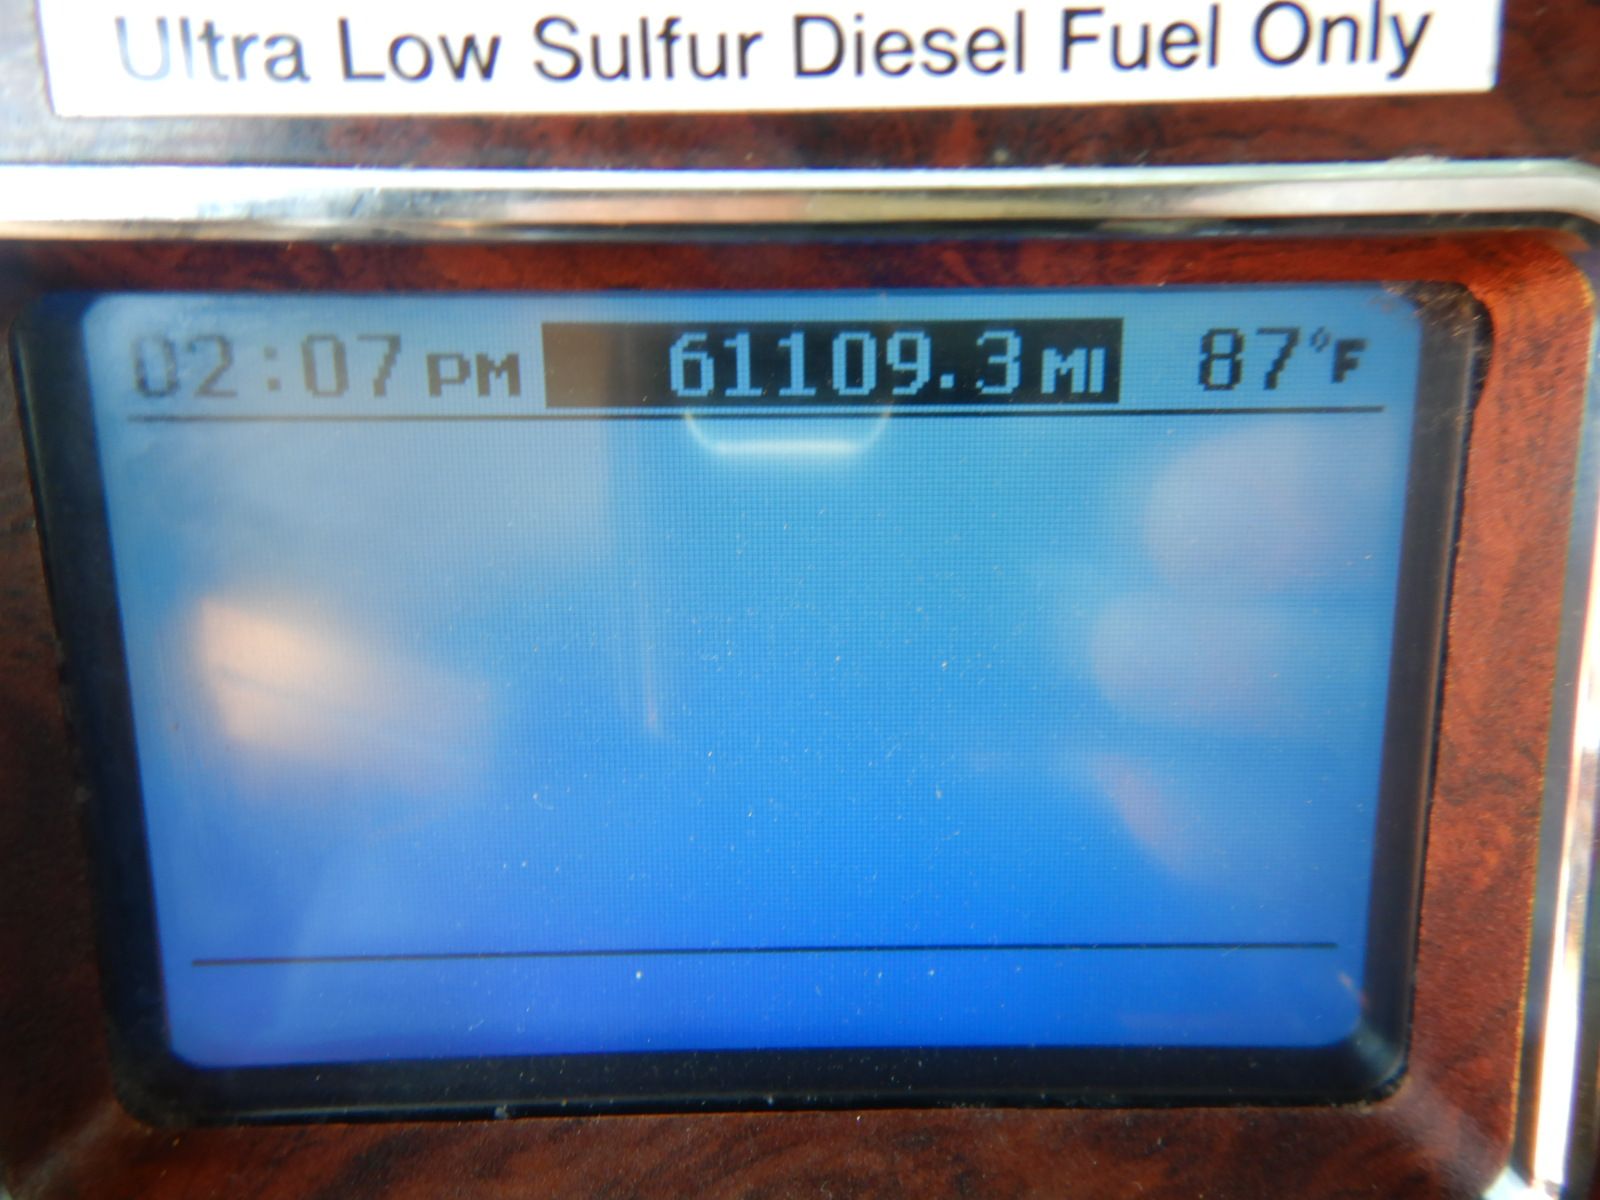 Ultra Low Sulfur Diesel Fuel Only
02:07 PM 61109.3 MI 87°F